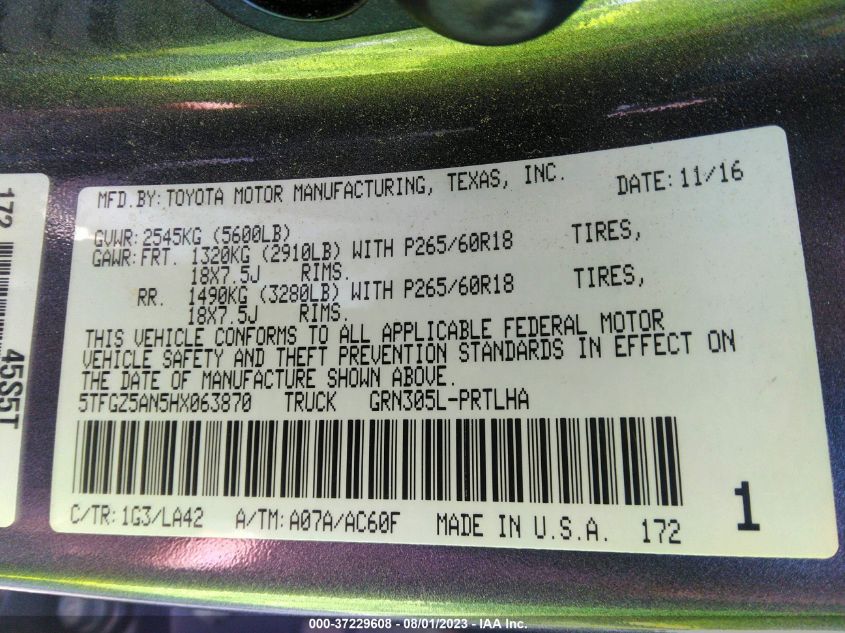 MFD.BY: TOYOTA MOTOR MANUFACTURING, TEXAS, INC. DATE: 11/16
GVWR: 2545KG (5600LB)
GAWR: FRT. 1320KG (2910LB) WITH P265/60R18 TIRES,
18X7.5J RIMS.
RR. 1490KG (3280LB) WITH P265/60R18 TIRES,
18X7.5J RIMS.
THIS VEHICLE CONFORMS TO ALL APPLICABLE FEDERAL MOTOR
VEHICLE SAFETY AND THEFT PREVENTION STANDARDS IN EFFECT ON
THE DATE OF MANUFACTURE SHOWN ABOVE.
5TFGZ5AN5HX063870 TRUCK GRN305L-PRTLHA
C/TR: 1G3/LA42 A/TM: A07A/AC60F MADE IN U.S.A. 172
1
172
45S5T
000-37229608 - 08/01/2023 - IAA Inc.